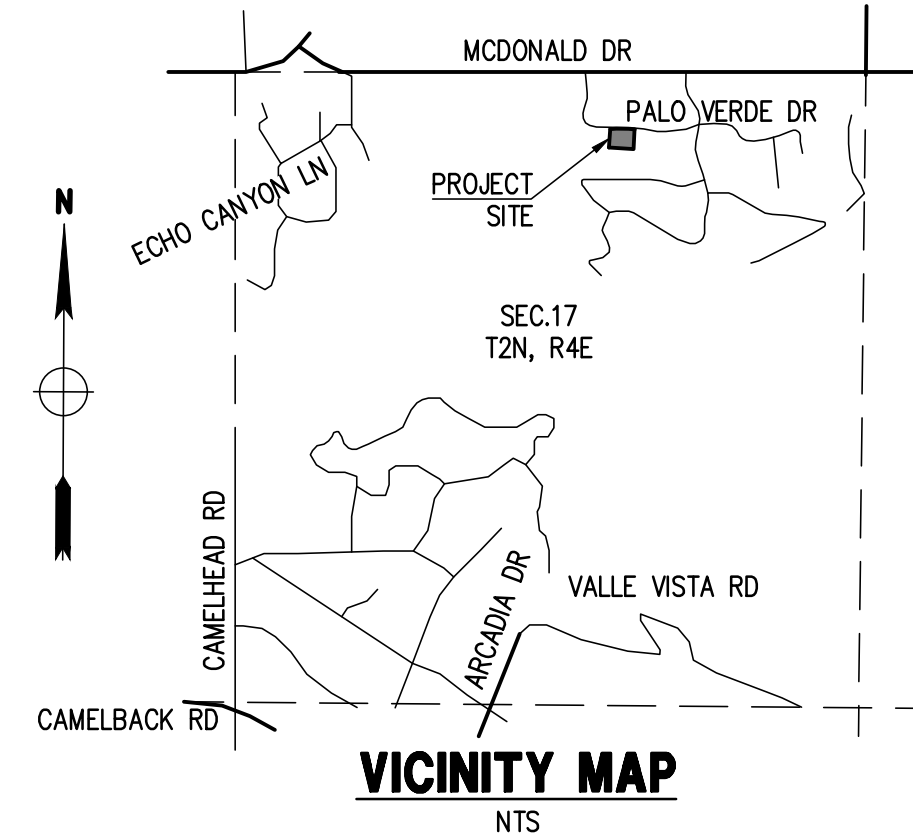 MCDONALD DR
PALO VERDE DR
PROJECT
SITE
ECHO CANYON LN
N
SEC.17
T2N, R4E
CAMELHEAD RD
ARCADIA DR
VALLE VISTA RD
CAMELBACK RD
VICINITY MAP
NTS